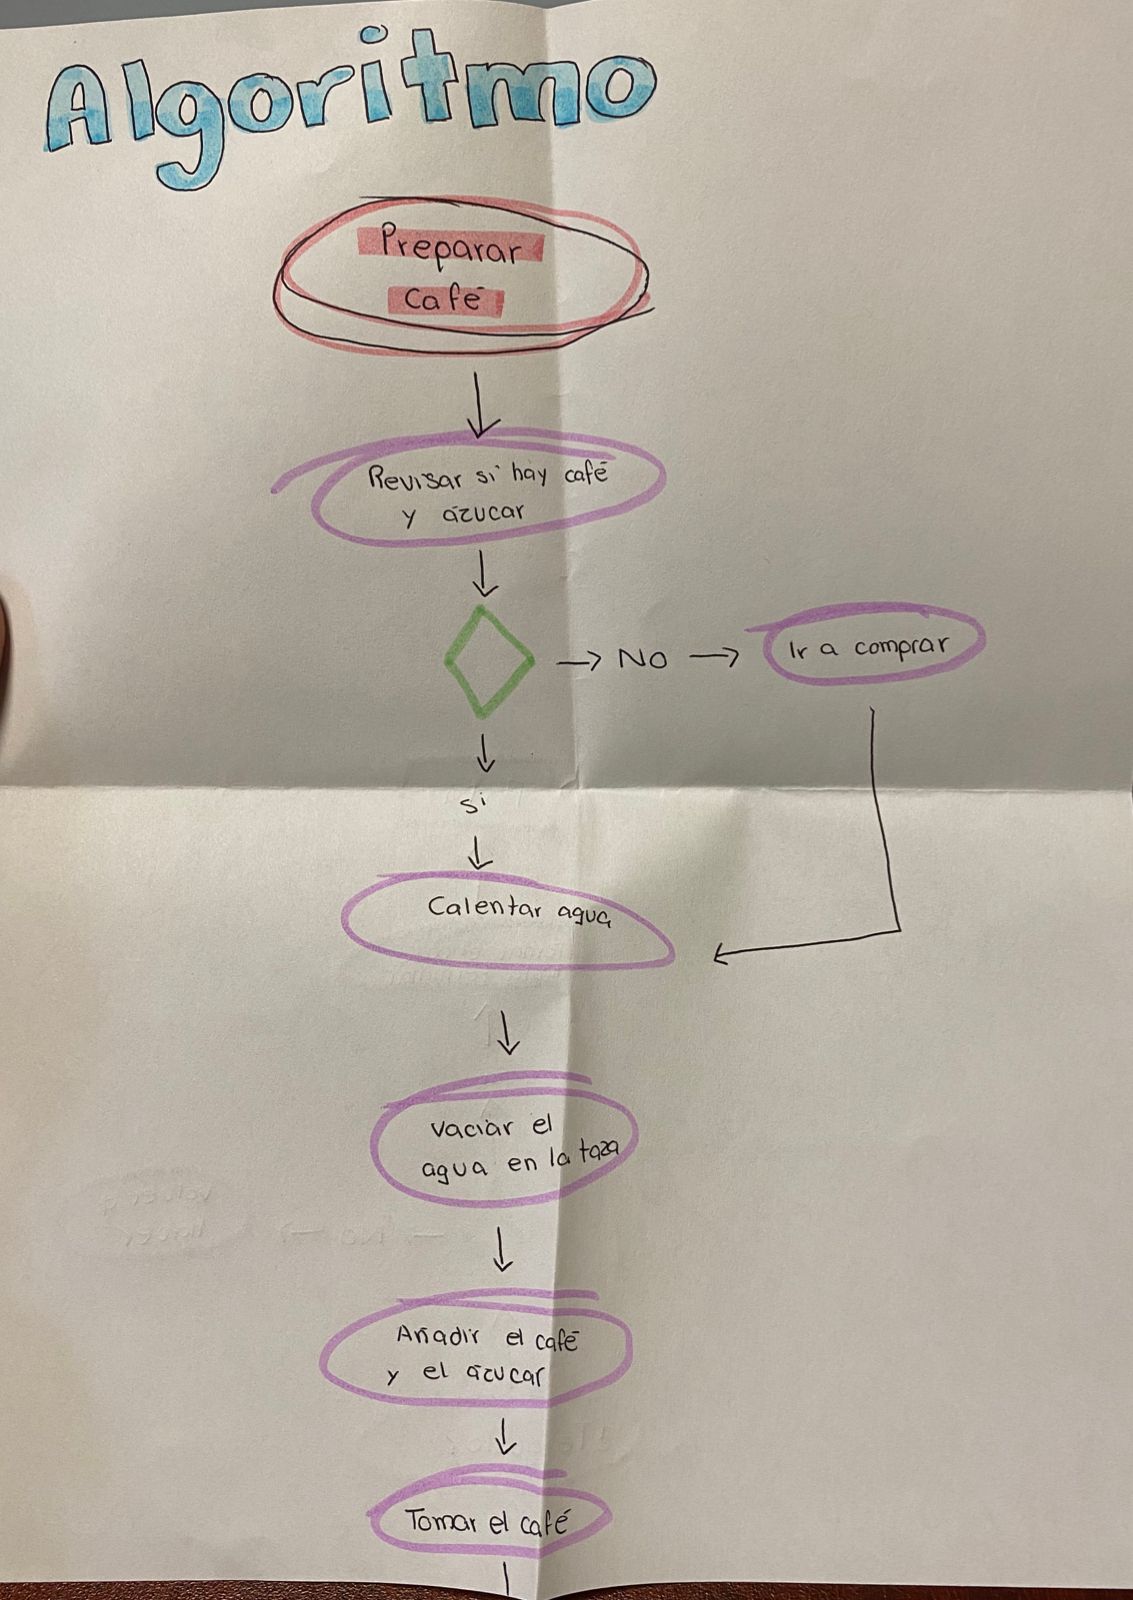 Algoritmo
Preparar
Café
Revisar si hay café
y azucar
NO
Ir a comprar
si
Calentar agua
Vaciar el
agua en la taza
Añadir el café
y el azucar
Tomar el café